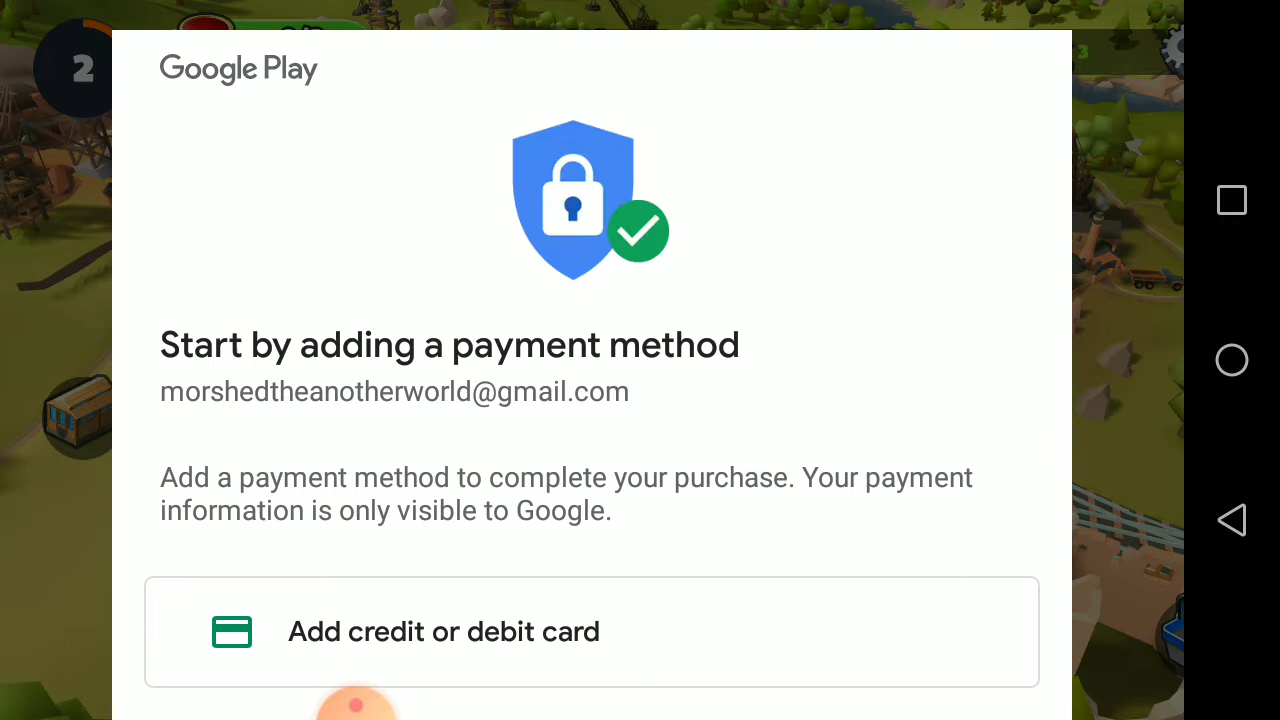 2
3
Google Play
Start by adding a payment method
morshedtheanotherworld@gmail.com
Add a payment method to complete your purchase. Your payment
information is only visible to Google.
Add credit or debit card